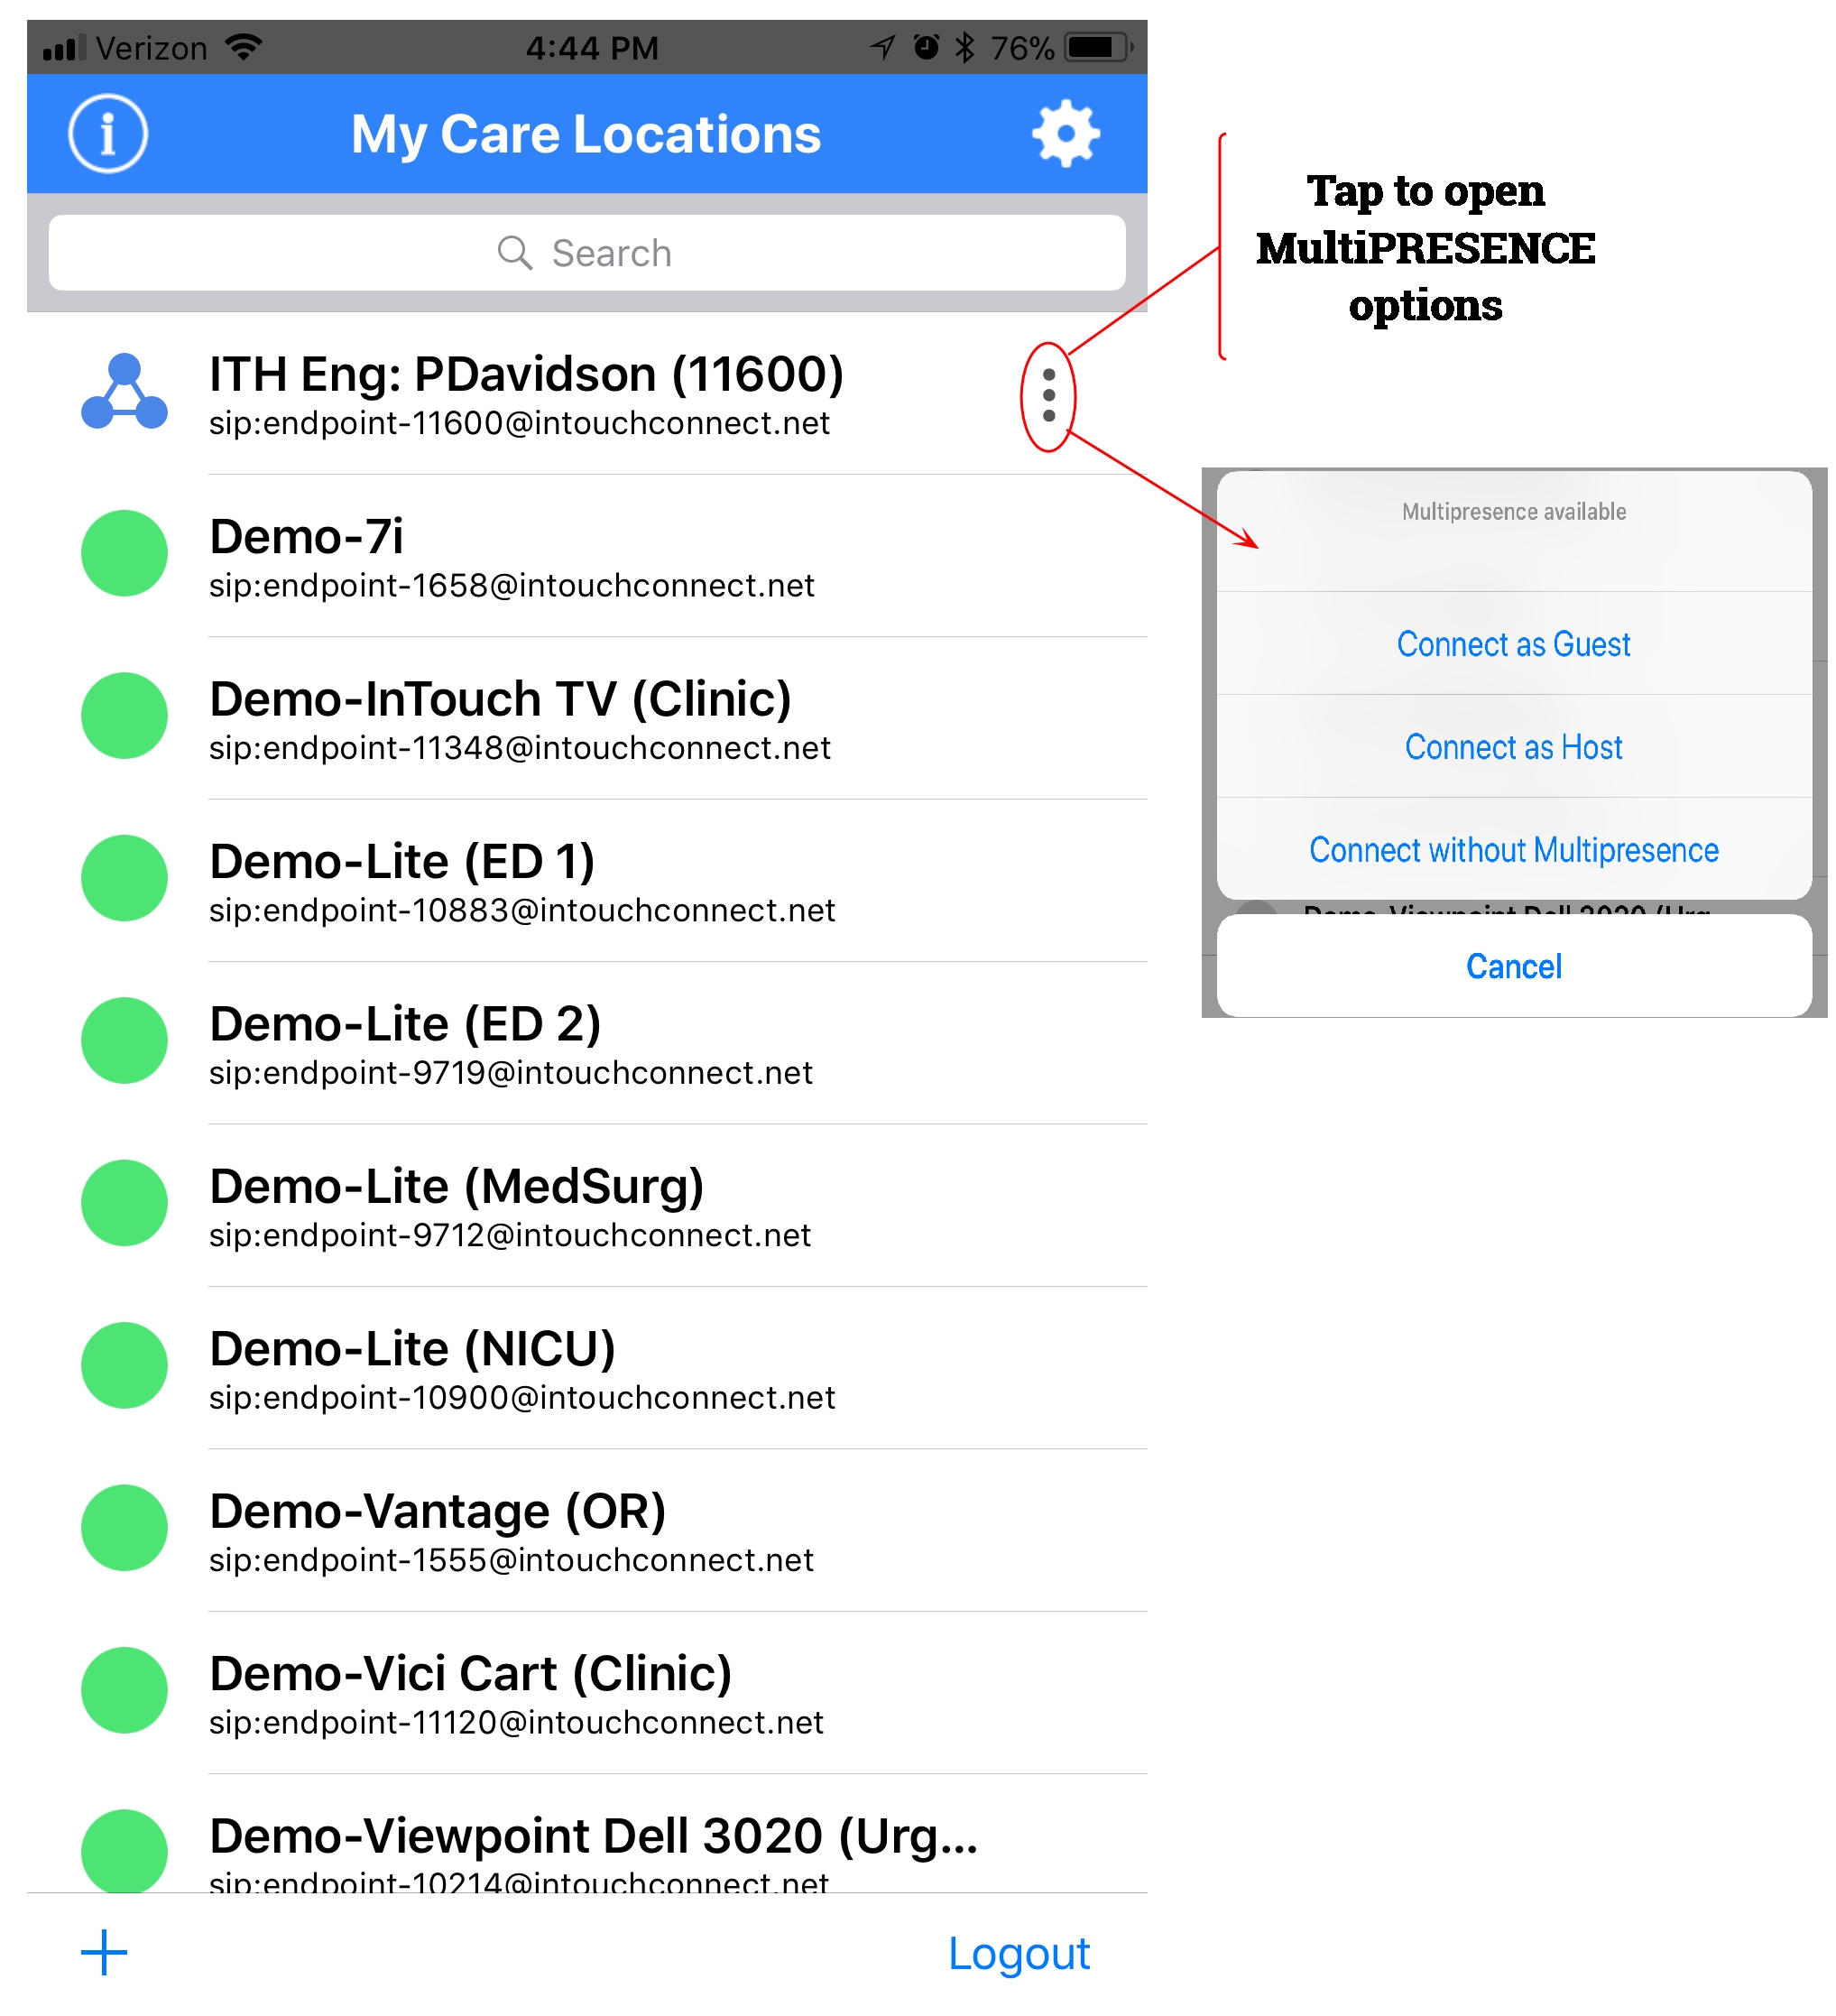 Verizon 4:44 PM 76%
i My Care Locations
Search
ITH Eng: PDavidson (11600)
sip:endpoint-11600@intouchconnect.net
Demo-7i
sip:endpoint-1658@intouchconnect.net
Demo-InTouch TV (Clinic)
sip:endpoint-11348@intouchconnect.net
Demo-Lite (ED 1)
sip:endpoint-10883@intouchconnect.net
Demo-Lite (ED 2)
sip:endpoint-9719@intouchconnect.net
Demo-Lite (MedSurg)
sip:endpoint-9712@intouchconnect.net
Demo-Lite (NICU)
sip:endpoint-10900@intouchconnect.net
Demo-Vantage (OR)
sip:endpoint-1555@intouchconnect.net
Demo-Vici Cart (Clinic)
sip:endpoint-11120@intouchconnect.net
Demo-Viewpoint Dell 3020 (Urg...
sip:endpoint-10214@intouchconnect.net
Logout
Tap to open
MultiPRESENCE
options
Multipresence available
Connect as Guest
Connect as Host
Connect without Multipresence
Demo-Viewpoint Dell 3020 (Urg
Cancel